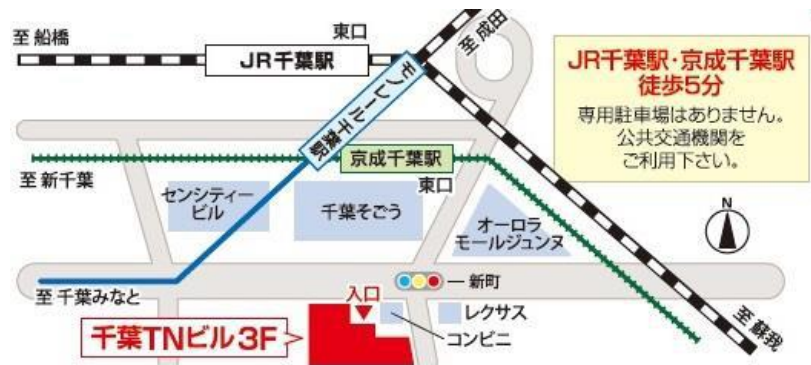 至 船橋
東口
JR千葉駅
至 成田
モノレール千葉駅
JR千葉駅・京成千葉駅
徒歩5分
専用駐車場はありません。
公共交通機関を
ご利用下さい。
京成千葉駅
至 新千葉
東口
センシティー
ビル
千葉そごう
オーロラ
モールジュンヌ
N
至 千葉みなと
新町
入口
レクサス
コンビニ
千葉TNビル3F
至 蘇我